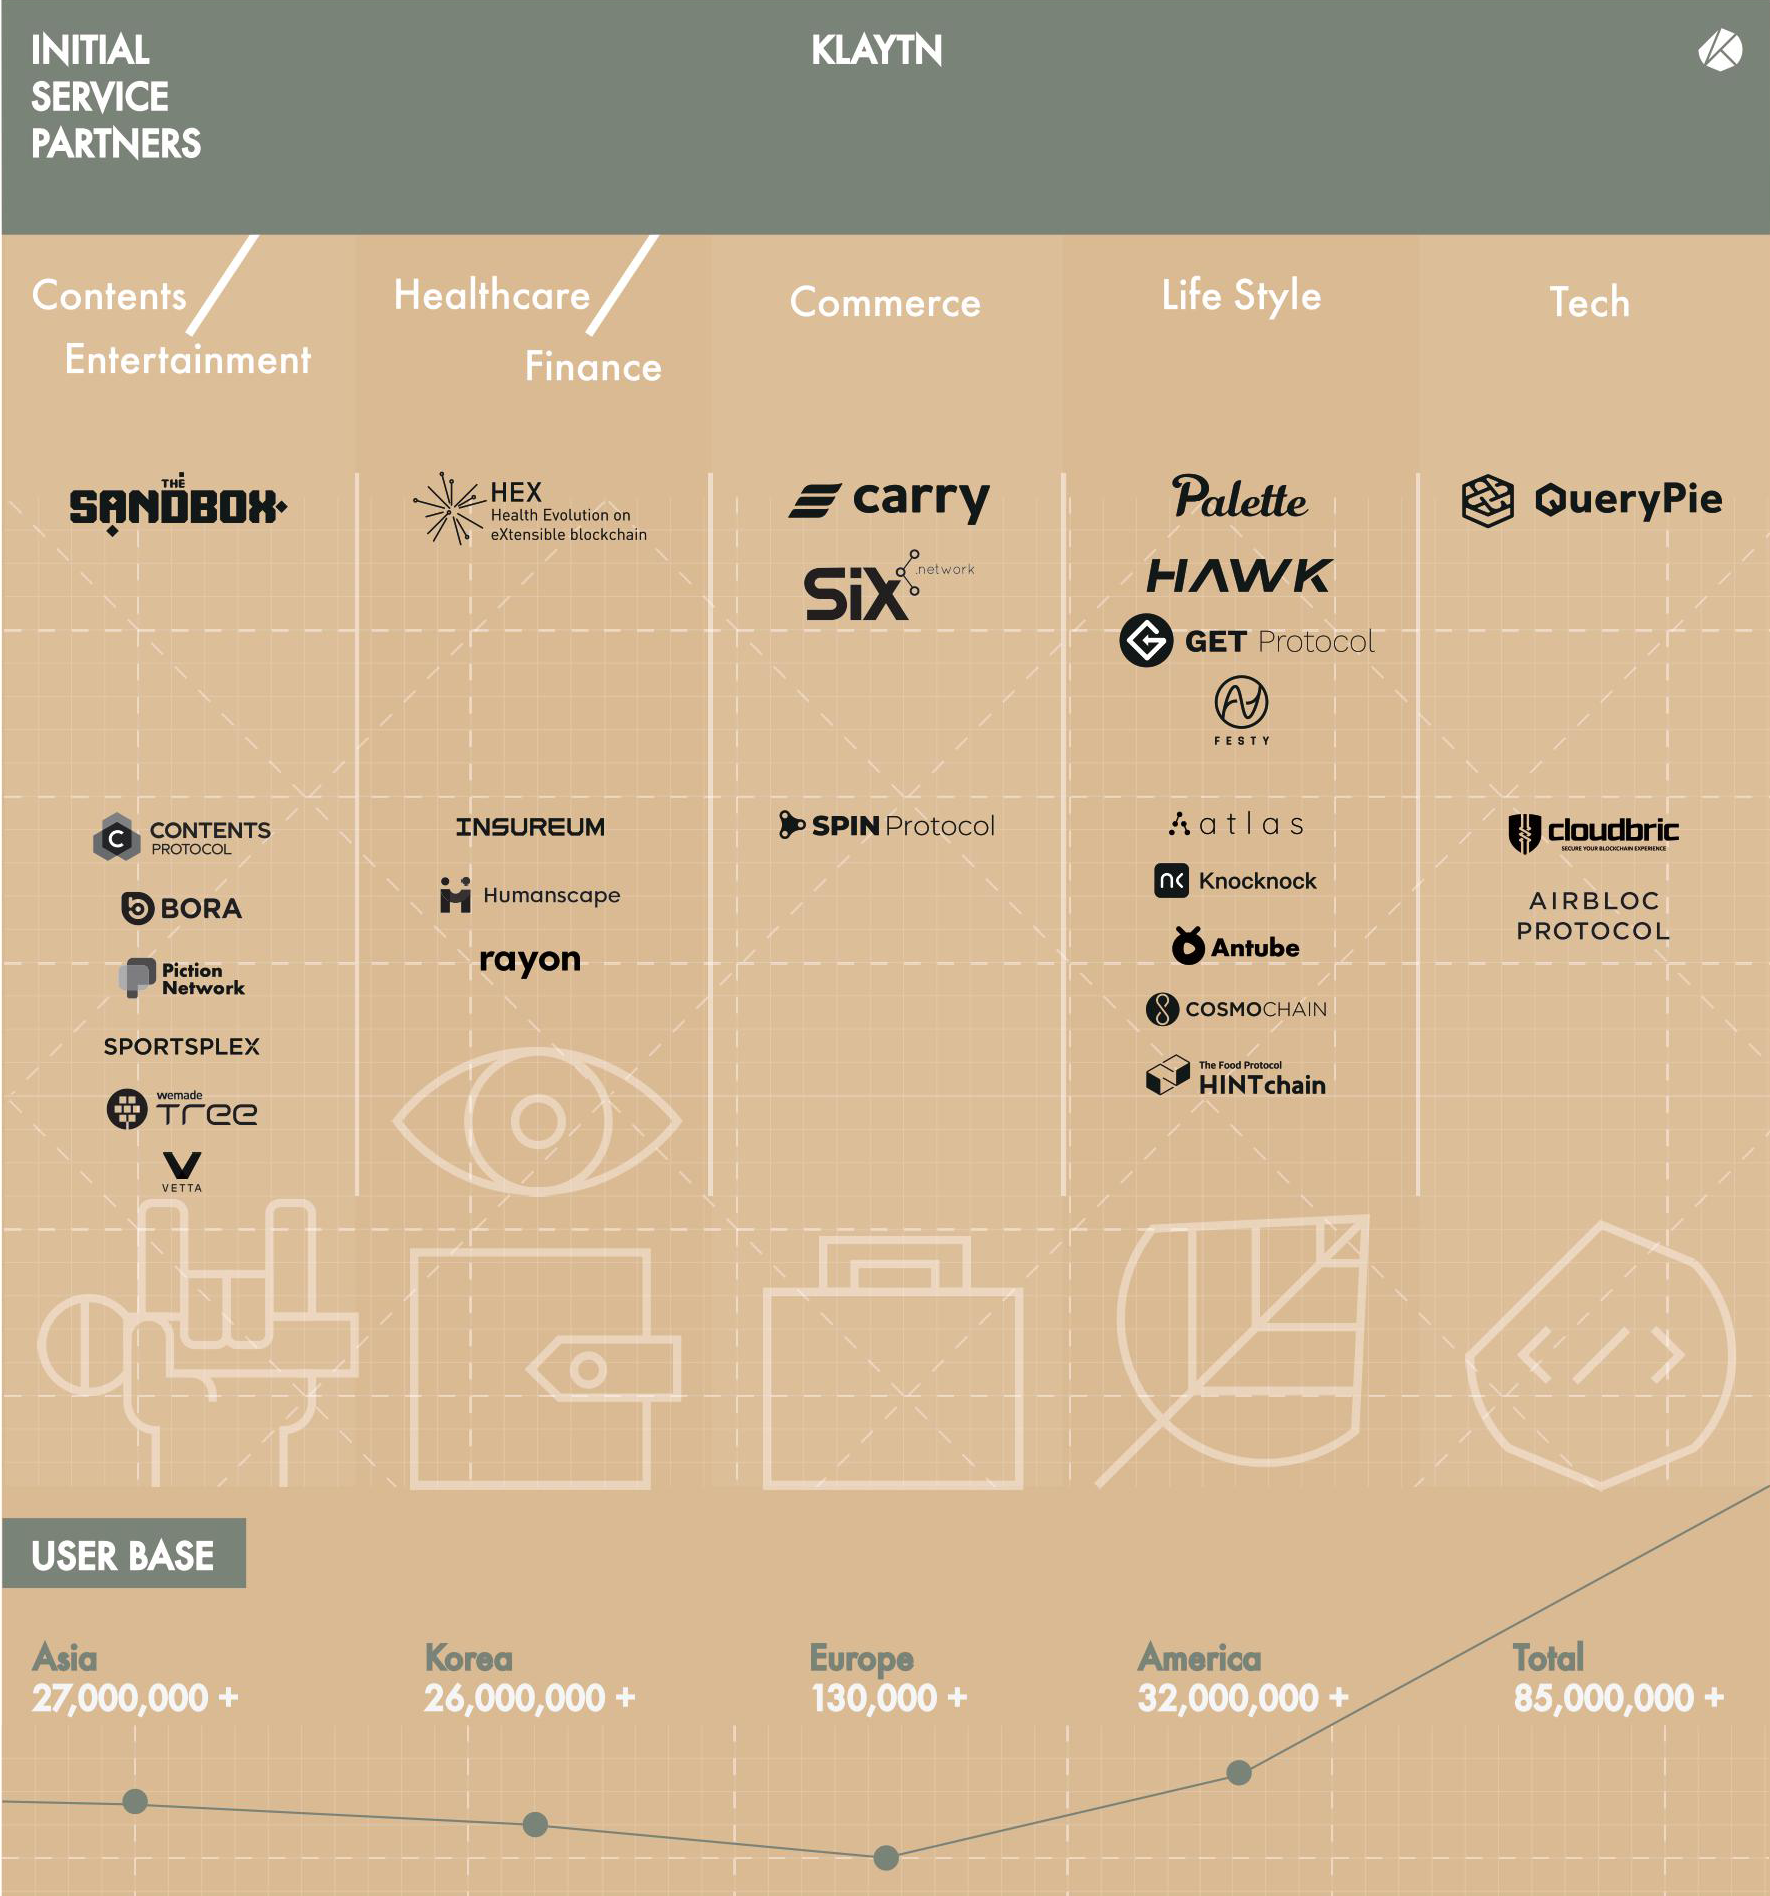 INITIAL
SERVICE
PARTNERS
KLAYTN
Contents
Entertainment
Healthcare
Finance
Commerce
Life Style
Tech
THE
SANDBOX
HEX
Health Evolution on
eXtensible blockchain
carry
SiX
.network
Palette
HAWK
GET Protocol
FESTY
QueryPie
C
CONTENTS
PROTOCOL
BORA
Piction
Network
SPORTSPLEX
wemade
Tree
VETTA
INSUREUM
Humanscape
rayon
SPIN Protocol
atlas
nk Knocknock
Antube
COSMOCHAIN
The Food Protocol
HINTchain
cloudbric
SECURE YOUR BLOCKCHAIN EXPERIENCE
AIRBLOC
PROTOCOL
</>
USER BASE
Asia
27,000,000 +
Korea
26,000,000 +
Europe
130,000 +
America
32,000,000 +
Total
85,000,000 +